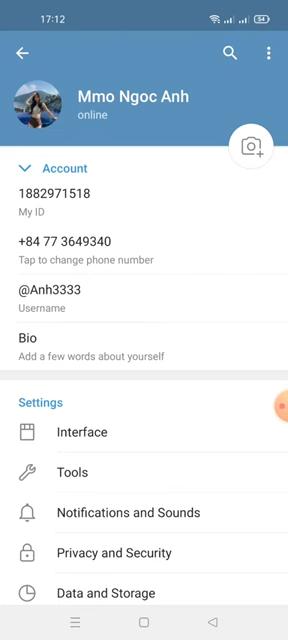 17:12
54
Mmo Ngoc Anh
online
Account
1882971518
My ID
+84 77 3649340
Tap to change phone number
@Anh3333
Username
Bio
Add a few words about yourself
Settings
Interface
Tools
Notifications and Sounds
Privacy and Security
Data and Storage